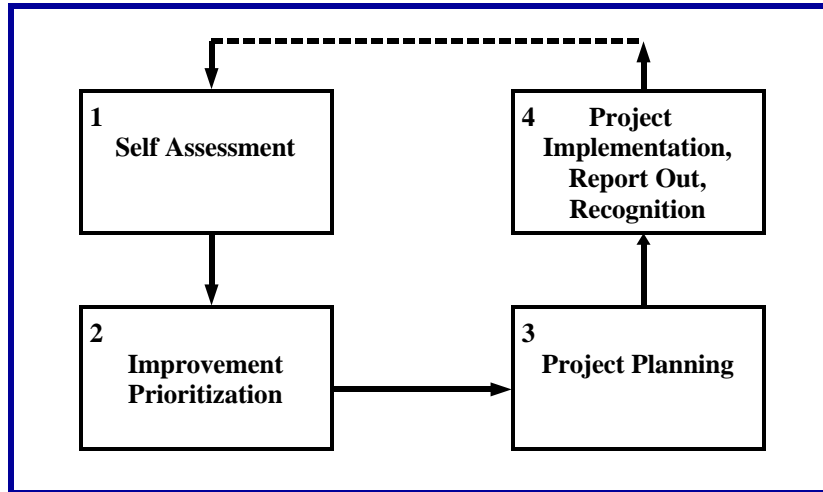 1
Self Assessment
2
Improvement
Prioritization
3
Project Planning
4 Project
Implementation,
Report Out,
Recognition